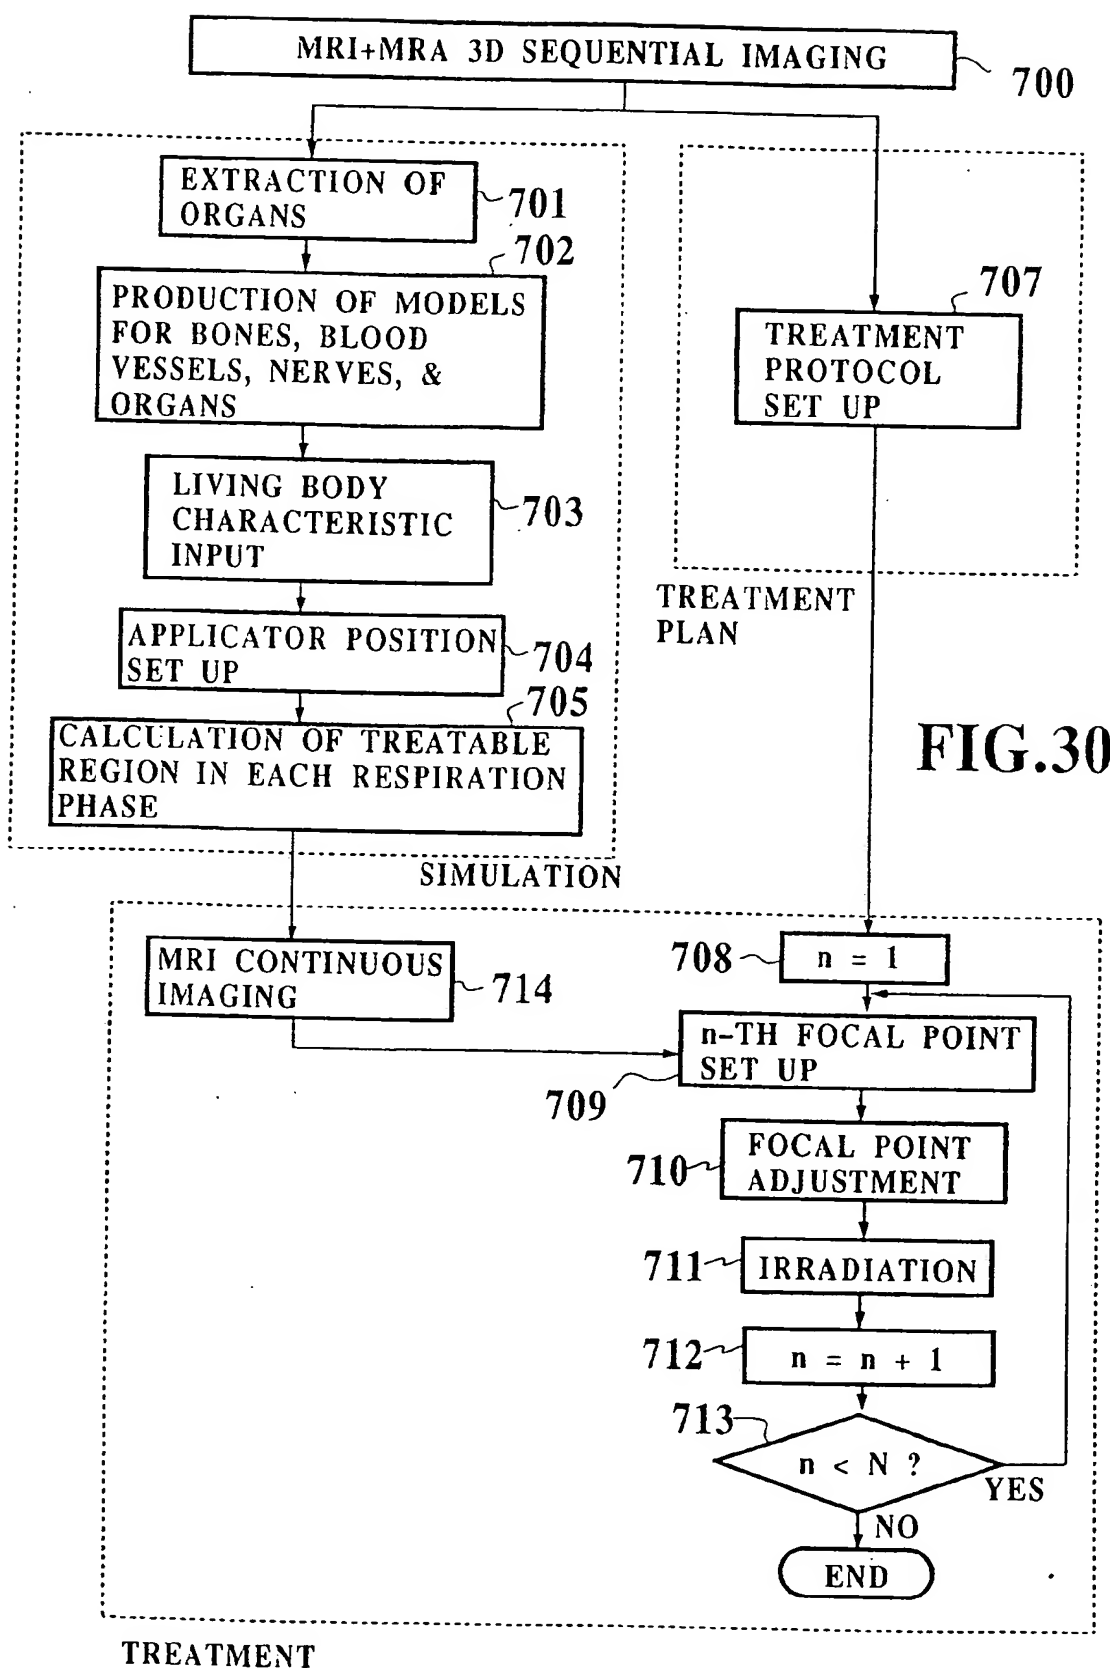 MRI+MRA 3D SEQUENTIAL IMAGING
700
EXTRACTION OF
ORGANS
701
702
PRODUCTION OF MODELS
FOR BONES, BLOOD
VESSELS, NERVES, &
ORGANS
707
TREATMENT
PROTOCOL
SET UP
LIVING BODY
CHARACTERISTIC
INPUT
703
TREATMENT
PLAN
APPLICATOR POSITION
SET UP
704
705
CALCULATION OF TREATABLE
REGION IN EACH RESPIRATION
PHASE
FIG.30
SIMULATION
MRI CONTINUOUS
IMAGING
714
708
n = 1
n-TH FOCAL POINT
SET UP
709
710
FOCAL POINT
ADJUSTMENT
711
IRRADIATION
712
n = n + 1
713
n < N ?
YES
NO
END
TREATMENT